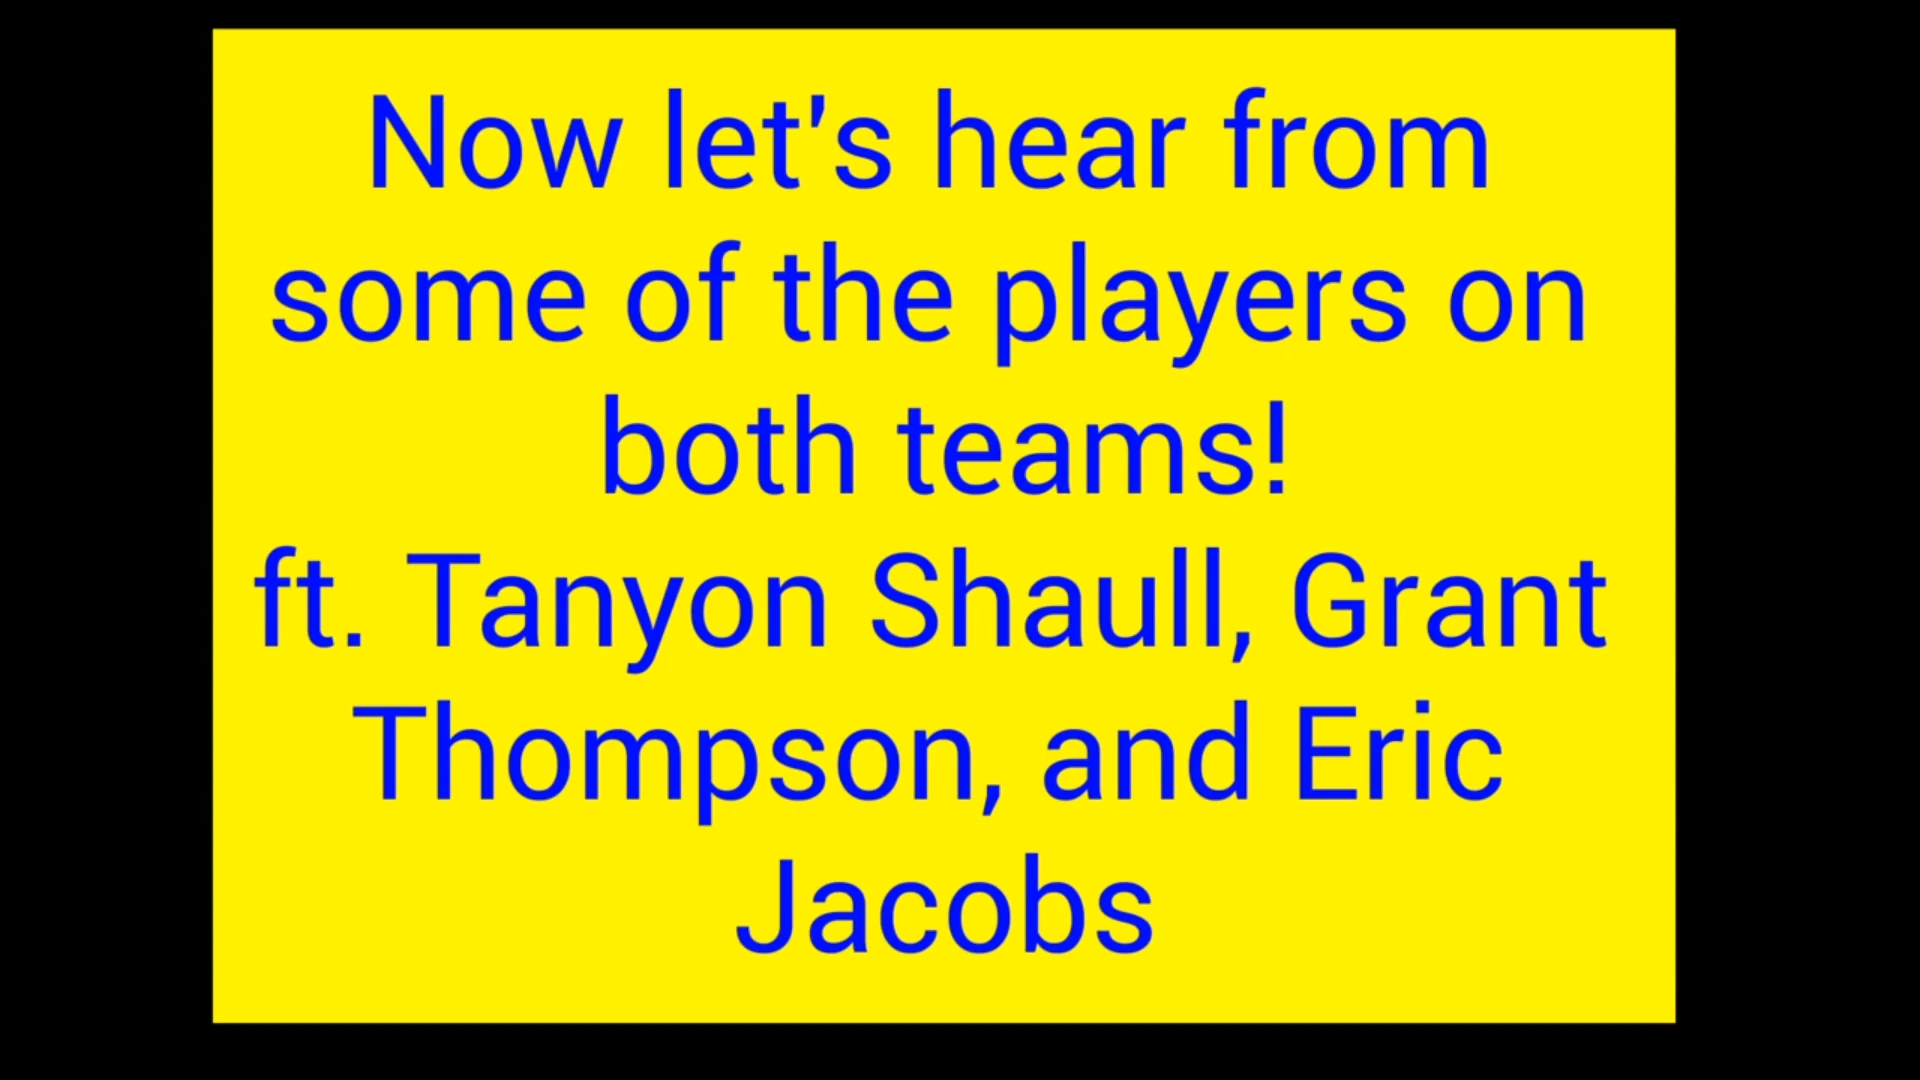 Now let's hear from
some of the players on
both teams!
ft. Tanyon Shaull, Grant
Thompson, and Eric
Jacobs